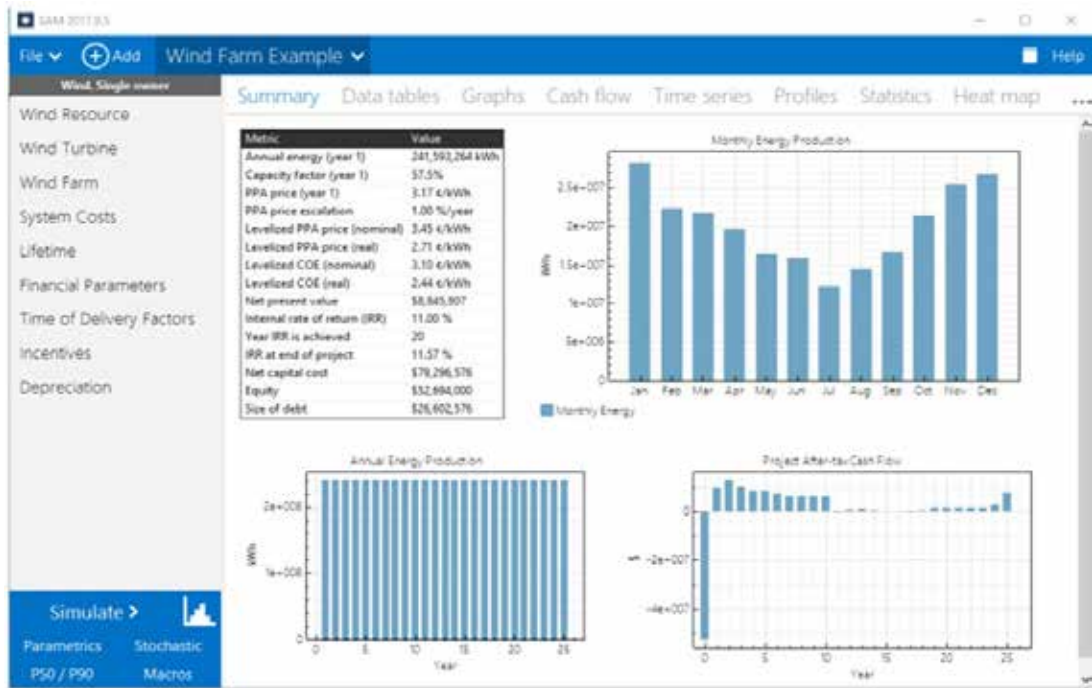 SAM 2017.9.5
File Add Wind Farm Example Help
Wind, Single owner
Wind Resource
Wind Turbine
Wind Farm
System Costs
Lifetime
Financial Parameters
Time of Delivery Factors
Incentives
Depreciation
Simulate >
Parametrics Stochastic
P50 / P90 Macros
Summary Data tables Graphs Cash flow Time series Profiles Statistics Heat map ...
Metric Value
Annual energy (year 1) 241,593,264 kWh
Capacity factor (year 1) 57.5%
PPA price (year 1) 3.17 ¢/kWh
PPA price escalation 1.00 %/year
Levelized PPA price (nominal) 3.45 ¢/kWh
Levelized PPA price (real) 2.71 ¢/kWh
Levelized COE (nominal) 3.10 ¢/kWh
Levelized COE (real) 2.44 ¢/kWh
Net present value
Internal rate of return (IRR) 11.00 %
Year IRR is achieved 20
IRR at end of project 11.57 %
Net capital cost $79,296,576
Equity $52,694,000
Size of debt $26,602,576
Monthly Energy Production
kWh
2.5e+007
2e+007
1.5e+007
1e+007
5e+006
0
Jan Feb Mar Apr May Jun Jul Aug Sep Oct Nov Dec
Monthly Energy
Annual Energy Production
kWh
2e+008
1e+008
0
0 5 10 15 20 25
Year
Project After-tax Cash Flow
$
0
-2e+007
-4e+007
0 5 10 15 20 25
Year